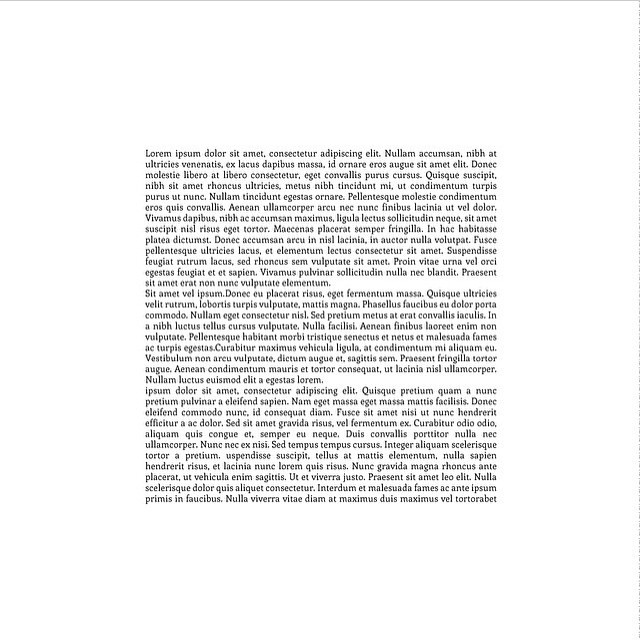 Lorem ipsum dolor sit amet, consectetur adipiscing elit. Nullam accumsan, nibh at
ultricies venenatis, ex lacus dapibus massa, id ornare eros augue sit amet elit. Donec
molestie libero at libero consectetur, eget convallis purus cursus. Quisque suscipit,
nibh sit amet rhoncus ultricies, metus nibh tincidunt mi, ut condimentum turpis
purus ut nunc. Nullam tincidunt egestas ornare. Pellentesque molestie condimentum
eros quis convallis. Aenean ullamcorper arcu nec nunc finibus lacinia ut vel dolor.
Vivamus dapibus, nibh ac accumsan maximus, ligula lectus sollicitudin neque, sit amet
suscipit nisl risus eget tortor. Maecenas placerat semper fringilla. In hac habitasse
platea dictumst. Donec accumsan arcu in nisl lacinia, in auctor nulla volutpat. Fusce
pellentesque ultricies lacus, et elementum lectus consectetur sit amet. Suspendisse
feugiat rutrum lacus, sed rhoncus sem vulputate sit amet. Proin vitae urna vel orci
egestas feugiat et et sapien. Vivamus pulvinar sollicitudin nulla nec blandit. Praesent
sit amet erat non nunc vulputate elementum.
Sit amet vel ipsum.Donec eu placerat risus, eget fermentum massa. Quisque ultricies
velit rutrum, lobortis turpis vulputate, mattis magna. Phasellus faucibus eu dolor porta
commodo. Nullam eget consectetur nisl. Sed pretium metus at erat convallis iaculis. In
a nibh luctus tellus cursus vulputate. Nulla facilisi. Aenean finibus laoreet enim non
vulputate. Pellentesque habitant morbi tristique senectus et netus et malesuada fames
ac turpis egestas.Curabitur maximus vehicula ligula, at condimentum mi aliquam eu.
Vestibulum non arcu vulputate, dictum augue et, sagittis sem. Praesent fringilla tortor
augue. Aenean condimentum mauris et tortor consequat, ut lacinia nisl ullamcorper.
Nullam luctus euismod elit a egestas lorem.
ipsum dolor sit amet, consectetur adipiscing elit. Quisque pretium quam a nunc
pretium pulvinar a eleifend sapien. Nam eget massa eget massa mattis facilisis. Donec
eleifend commodo nunc, id consequat diam. Fusce sit amet nisi ut nunc hendrerit
efficitur a ac dolor. Sed sit amet gravida risus, vel fermentum ex. Curabitur odio odio,
aliquam quis congue et, semper eu neque. Duis convallis porttitor nulla nec
ullamcorper. Nunc nec ex nisi. Sed tempus tempus cursus. Integer aliquam scelerisque
tortor a pretium. uspendisse suscipit, tellus at mattis elementum, nulla sapien
hendrerit risus, et lacinia nunc lorem quis risus. Nunc gravida magna rhoncus ante
placerat, ut vehicula enim sagittis. Ut et viverra justo. Praesent sit amet leo elit. Nulla
scelerisque dolor quis aliquet consectetur. Interdum et malesuada fames ac ante ipsum
primis in faucibus. Nulla viverra vitae diam at maximus duis maximus vel tortorabet